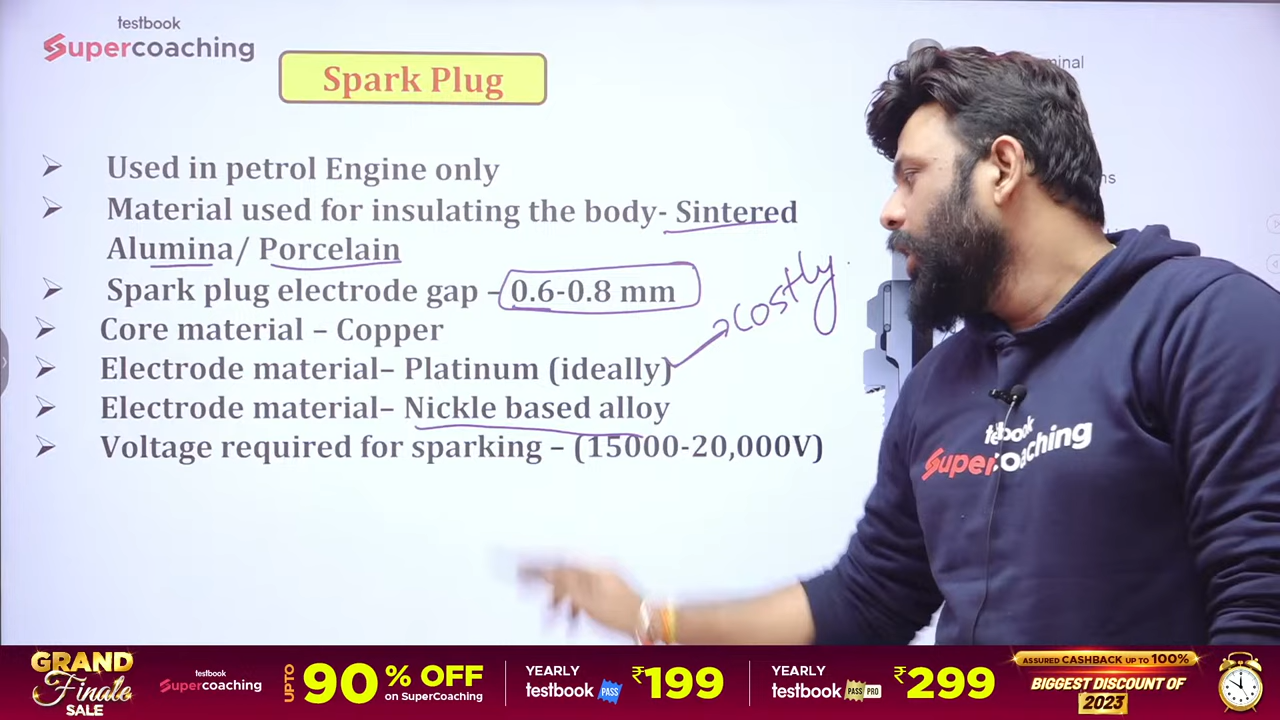 testbook
Supercoaching
Spark Plug
➢ Used in petrol Engine only
➢ Material used for insulating the body- Sintered
Alumina/ Porcelain
➢ Spark plug electrode gap – 0.6-0.8 mm
➢ Core material – Copper
➢ Electrode material– Platinum (ideally)
costly
➢ Electrode material– Nickle based alloy
➢ Voltage required for sparking – (15000-20,000V)
testbook
Supercoaching
GRAND
Finale
SALE
testbook
Supercoaching
UPTO 90% OFF
on SuperCoaching
YEARLY
testbook PASS
₹199
YEARLY
testbook PASS PRO
₹299
ASSURED CASHBACK UP TO 100%
BIGGEST DISCOUNT OF
2023